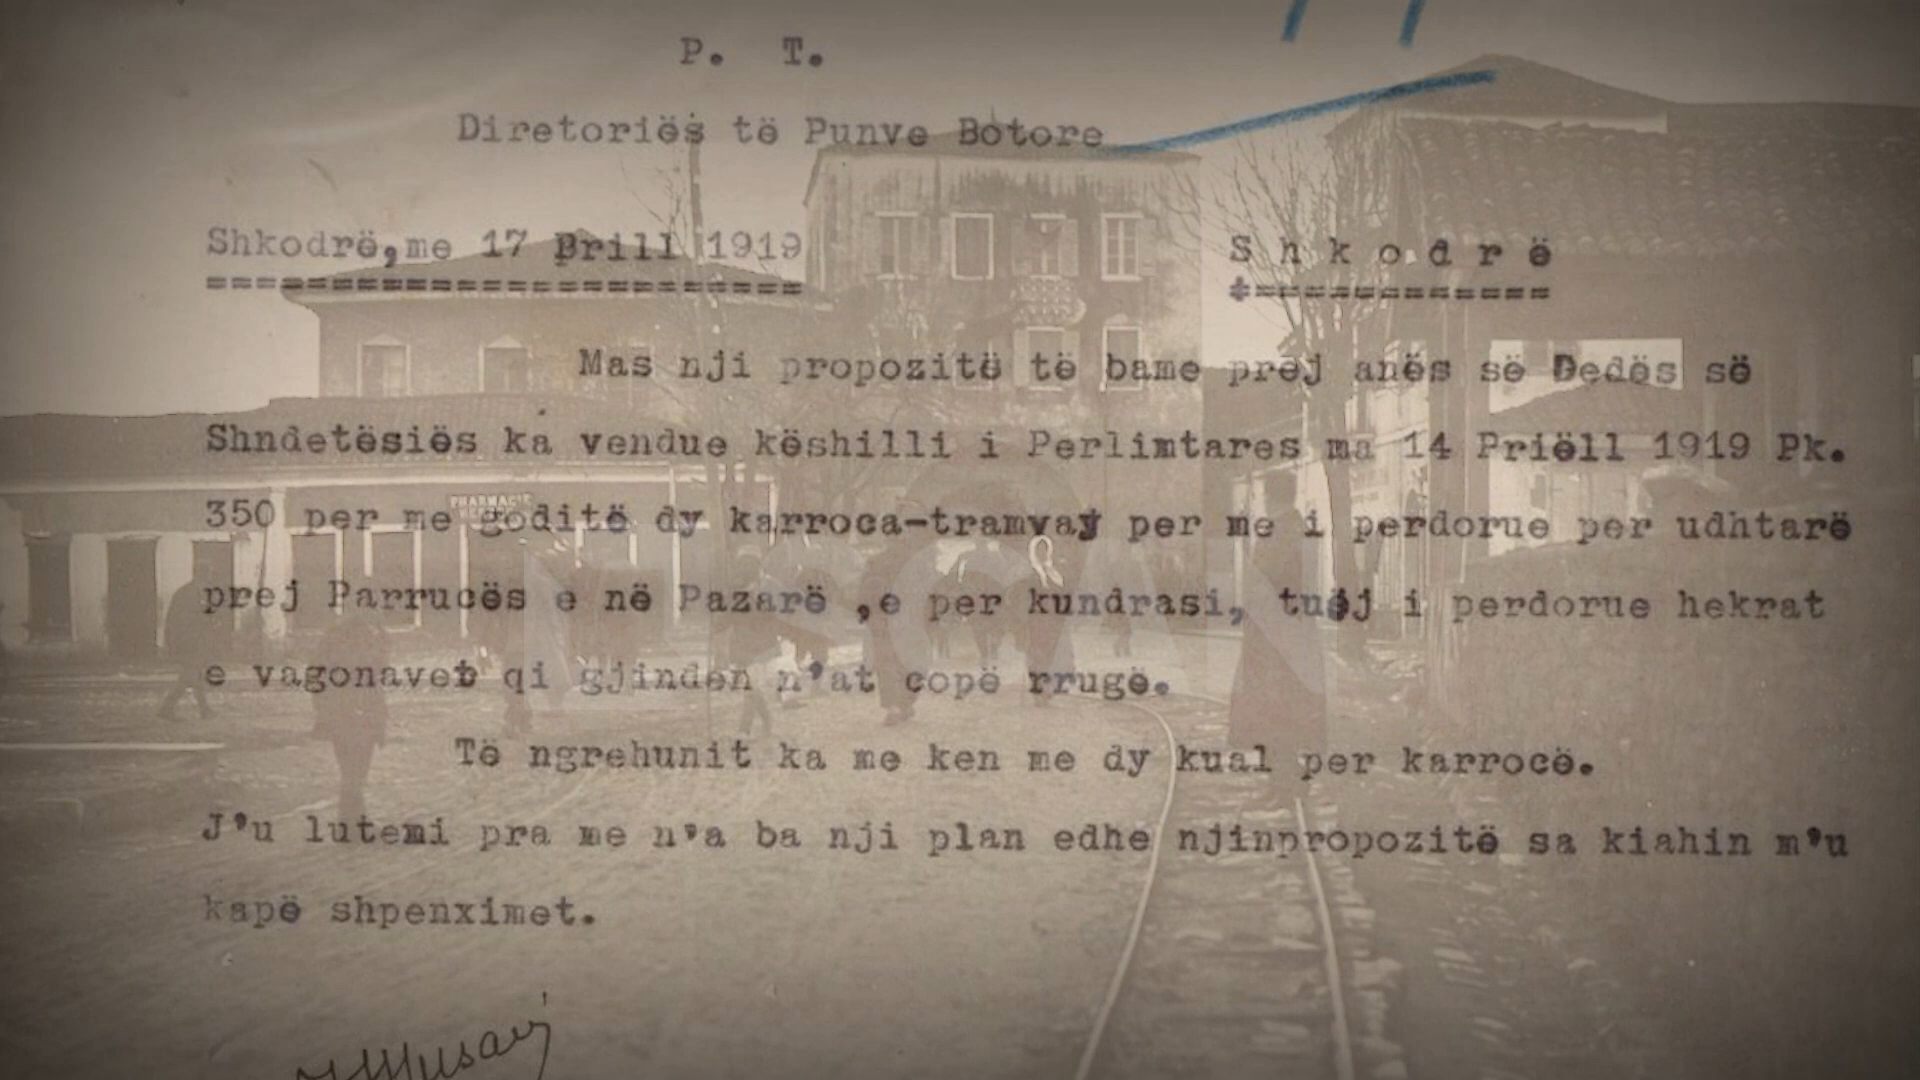 P. T.
Diretoriës të Punve Botore
Shkodrë,me 17 Prill 1919
Shkodrë
Mas nji propozitë të bame prej anës së Dedës së
Shndetësiës ka vendue këshilli i Perlimtares ma 14 Priëll 1919 Pk.
350 per me goditë dy karroca-tramvay per me i perdorue per udhtarë
prej Parrucës e në Pazarë ,e per kundrasi, tuëj i perdorue hekrat
e vagonavet qi gjinden n'at copë rrugë.
Të ngrehunit ka me ken me dy kual per karrocë.
J'u lutemi pra me n'a ba nji plan edhe njinpropozitë sa kiahin m'u
kapë shpenximet.
PHARMACIE